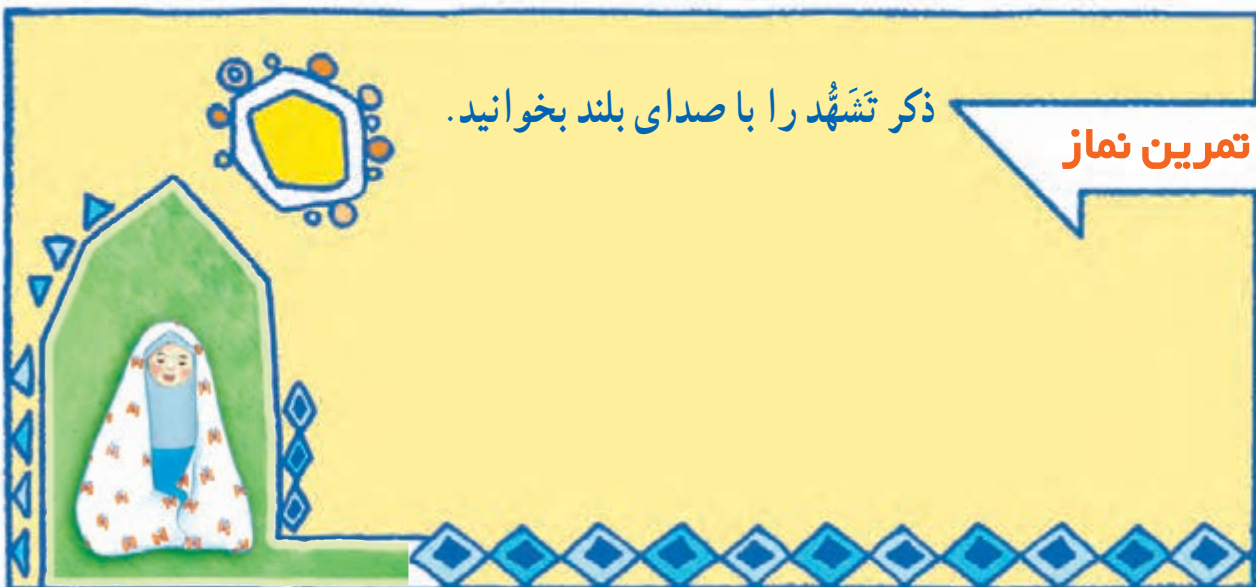 تمرین نماز
ذکر تَشَهُّد را با صدای بلند بخوانید.